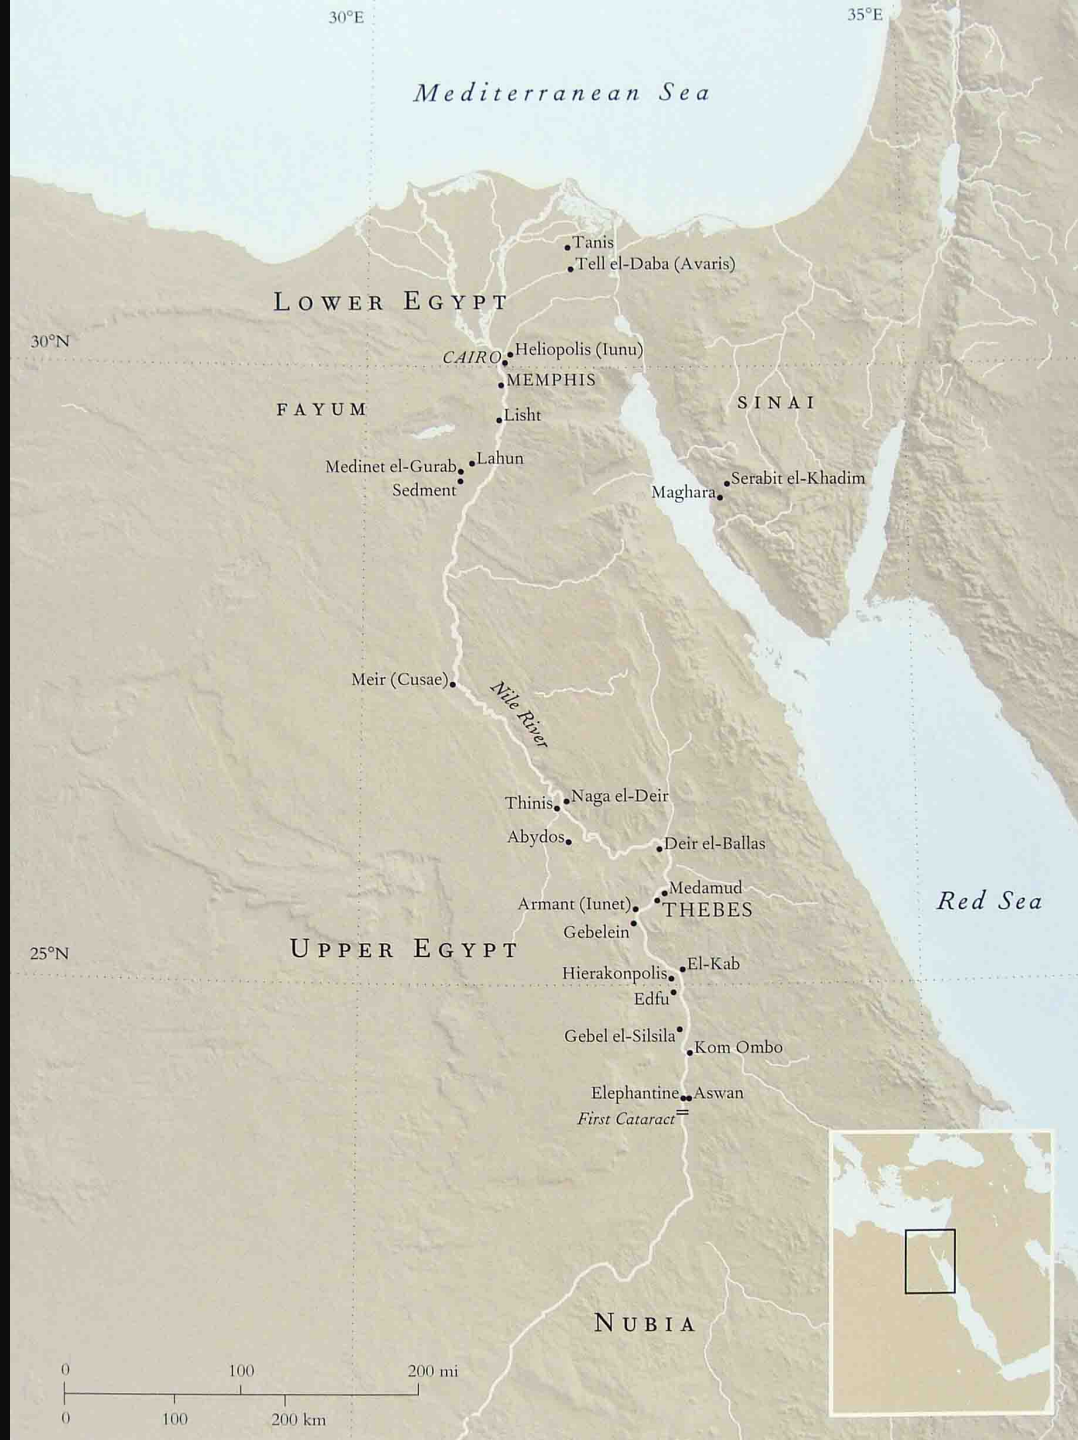 30°E
35°E
Mediterranean Sea
Tanis
Tell el-Daba (Avaris)
LOWER EGYPT
30°N
Heliopolis (Iunu)
CAIRO
MEMPHIS
FAYUM
SINAI
Lisht
Lahun
Medinet el-Gurab
Sedment
Serabit el-Khadim
Maghara
Meir (Cusae)
Nile River
Naga el-Deir
Thinis
Abydos
Deir el-Ballas
Medamud
Armant (Iunet)
THEBES
Red Sea
Gebelein
UPPER EGYPT
25°N
El-Kab
Hierakonpolis
Edfu
Gebel el-Silsila
Kom Ombo
Elephantine
Aswan
First Cataract
NUBIA
0 100 200 mi
0 100 200 km